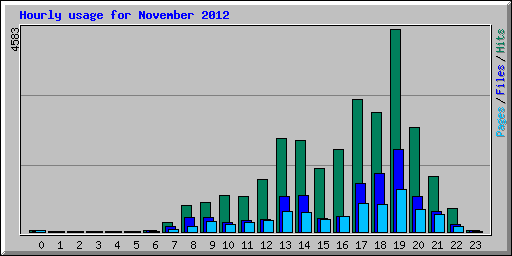 Hourly usage for November 2012
4583
Pages / Files / Hits
0 1 2 3 4 5 6 7 8 9 10 11 12 13 14 15 16 17 18 19 20 21 22 23